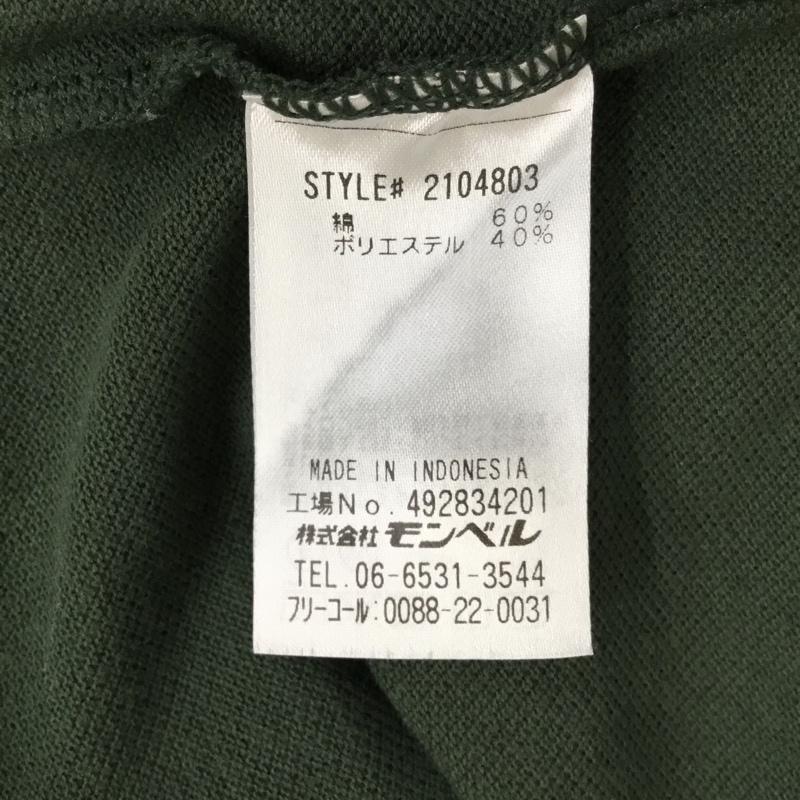 STYLE# 2104803
綿 60%
ポリエステル 40%
MADE IN INDONESIA
工場No. 492834201
株式会社 モンベル
TEL.06-6531-3544
フリーコール:0088-22-0031